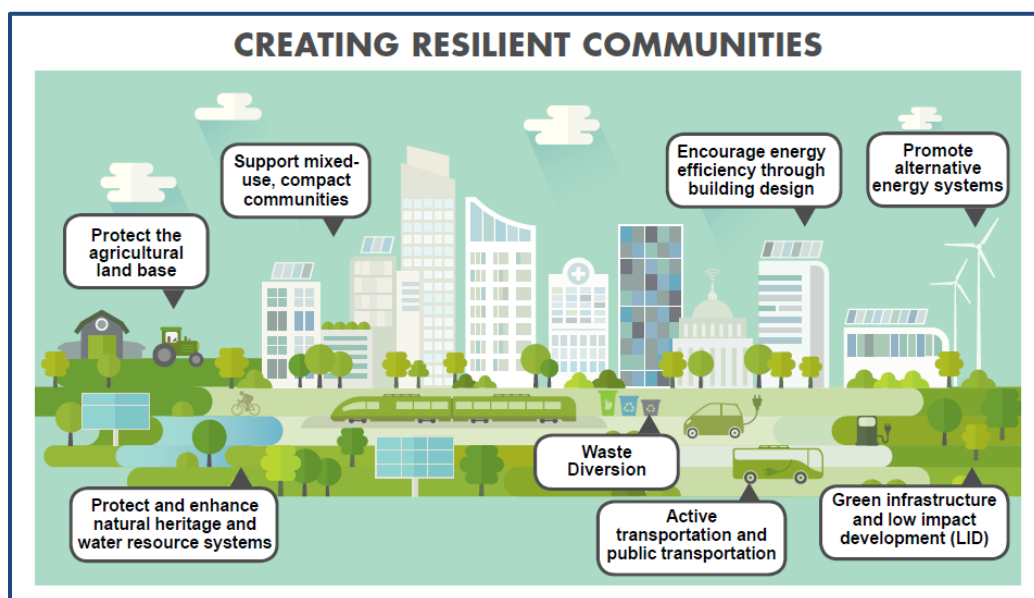 CREATING RESILIENT COMMUNITIES
Support mixed-
use, compact
communities
Encourage energy
efficiency through
building design
Promote
alternative
energy systems
Protect the
agricultural
land base
Waste
Diversion
Protect and enhance
natural heritage and
water resource systems
Active
transportation and
public transportation
Green infrastructure
and low impact
development (LID)